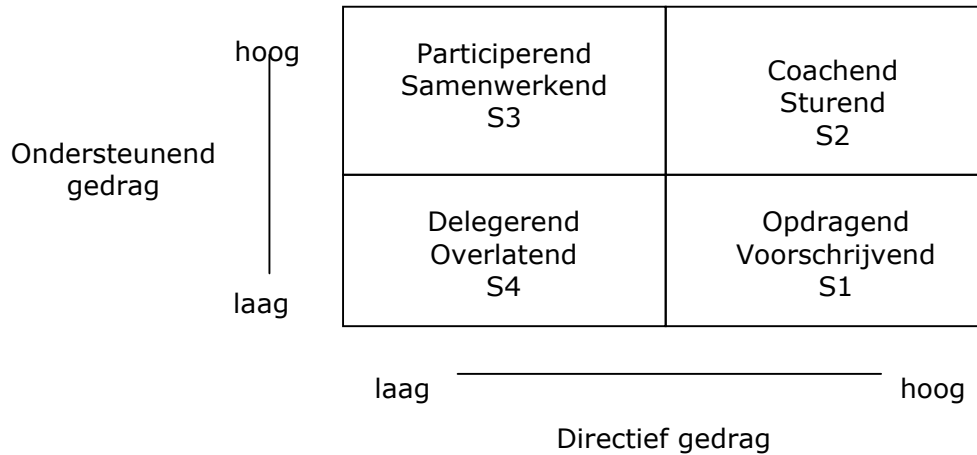 hoog
Ondersteunend
gedrag
laag
Participerend
Samenwerkend
S3
Coachend
Sturend
S2
Delegerend
Overlatend
S4
Opdragend
Voorschrijvend
S1
laag
hoog
Directief gedrag